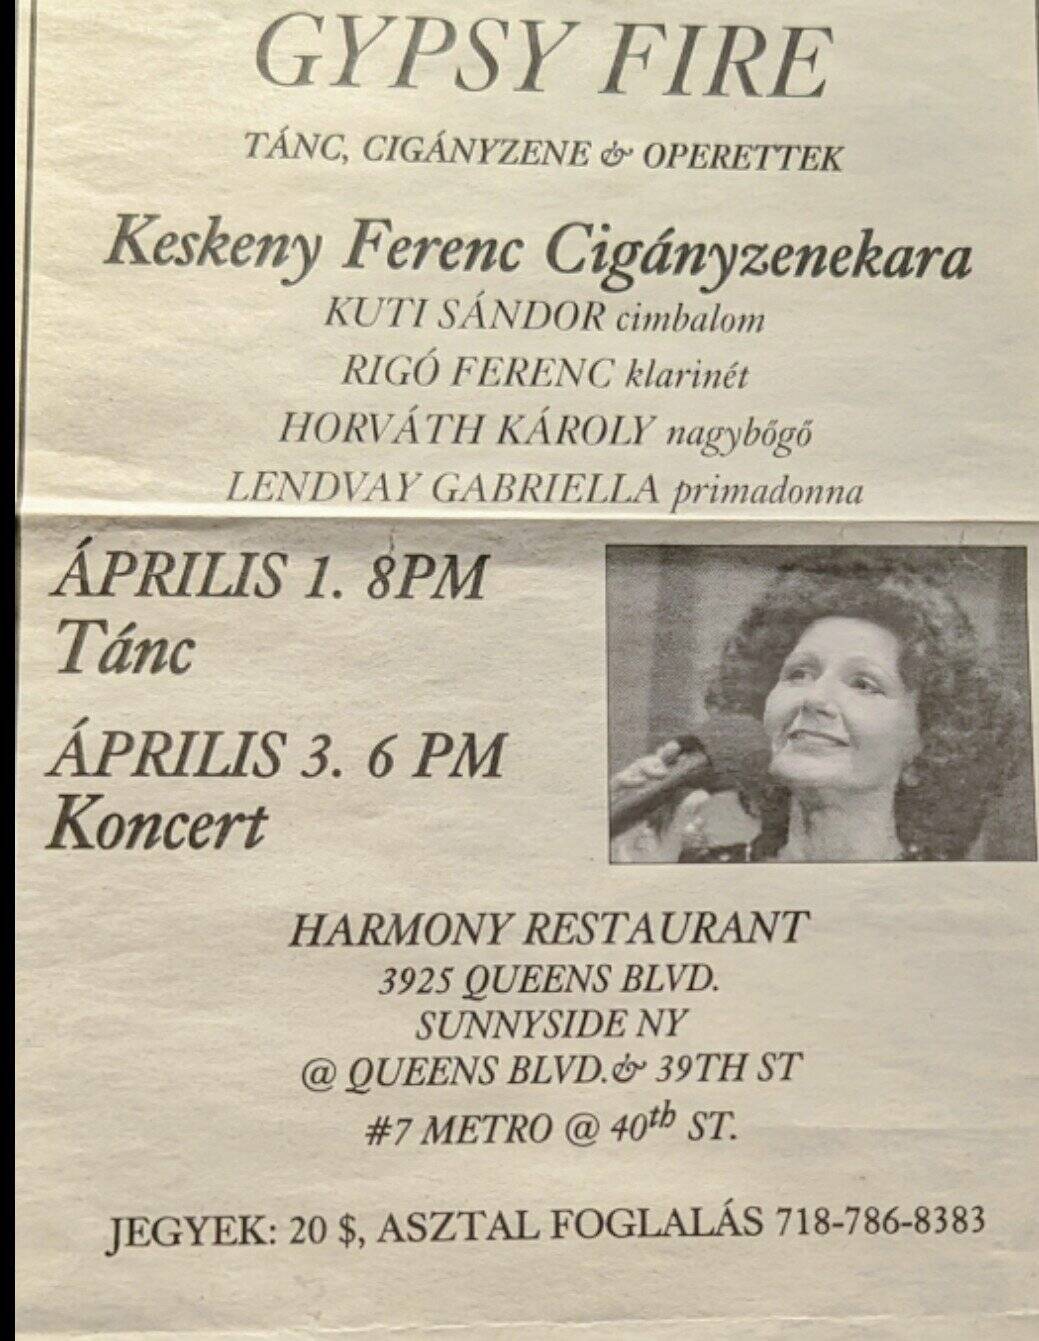 GYPSY FIRE
TÁNC, CIGÁNYZENE & OPERETTEK
Keskeny Ferenc Cigányzenekara
KUTI SÁNDOR cimbalom
RIGÓ FERENC klarinét
HORVÁTH KÁROLY nagybőgő
LENDVAY GABRIELLA primadonna
ÁPRILIS 1. 8PM
Tánc
ÁPRILIS 3. 6 PM
Koncert
HARMONY RESTAURANT
3925 QUEENS BLVD.
SUNNYSIDE NY
@ QUEENS BLVD.& 39TH ST
#7 METRO @ 40th ST.
JEGYEK: 20 $, ASZTAL FOGLALÁS 718-786-8383